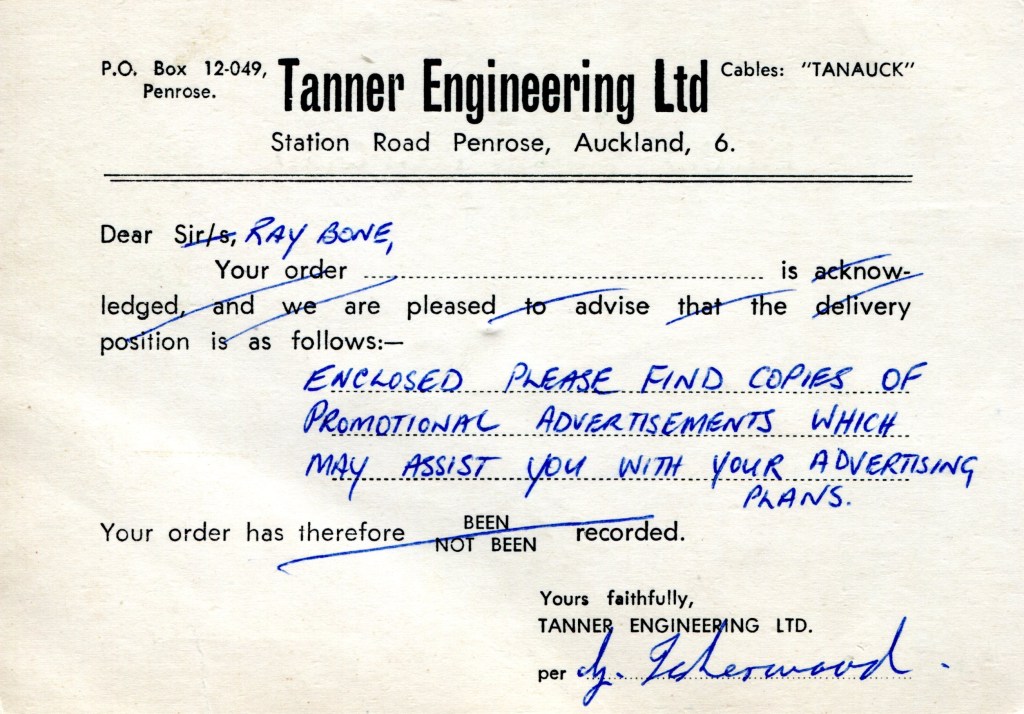 P.O. Box 12-049, Tanner Engineering Ltd Cables: "TANAUCK"
Penrose.
Station Road Penrose, Auckland, 6.
Dear Sir/s, RAY BONE,
Your order ........................ is acknow-
ledged, and we are pleased to advise that the delivery
position is as follows:—
ENCLOSED PLEASE FIND COPIES OF
PROMOTIONAL ADVERTISEMENTS WHICH
MAY ASSIST YOU WITH YOUR ADVERTISING
PLANS.
Your order has therefore BEEN
NOT BEEN recorded.
Yours faithfully,
TANNER ENGINEERING LTD.
per G. Isherwood.